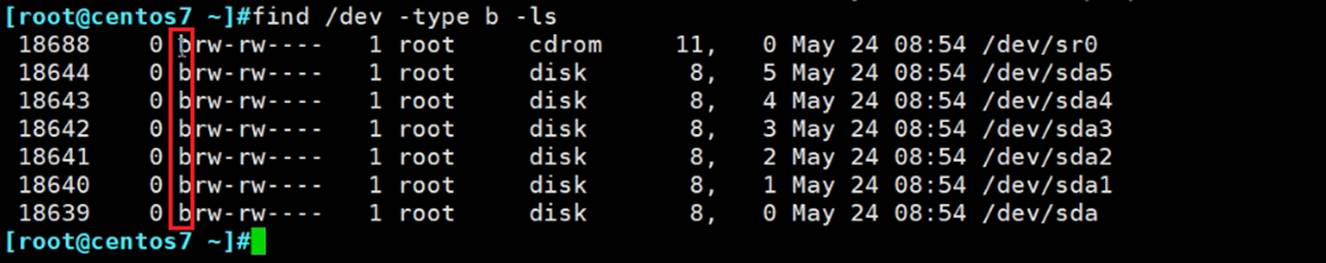 [root@centos7 ~]#find /dev -type b -ls
 18688    0 brw-rw----   1 root     cdrom     11,   0 May 24 08:54 /dev/sr0
 18644    0 brw-rw----   1 root     disk       8,   5 May 24 08:54 /dev/sda5
 18643    0 brw-rw----   1 root     disk       8,   4 May 24 08:54 /dev/sda4
 18642    0 brw-rw----   1 root     disk       8,   3 May 24 08:54 /dev/sda3
 18641    0 brw-rw----   1 root     disk       8,   2 May 24 08:54 /dev/sda2
 18640    0 brw-rw----   1 root     disk       8,   1 May 24 08:54 /dev/sda1
 18639    0 brw-rw----   1 root     disk       8,   0 May 24 08:54 /dev/sda
[root@centos7 ~]#